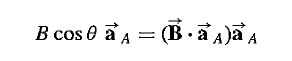 B cos θ a⃗_A = (B⃗ · a⃗_A)a⃗_A